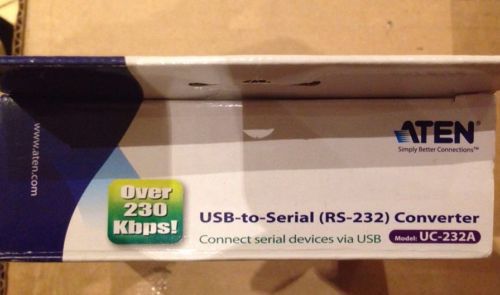 www.aten.com
ATEN
Simply Better Connections™
Over
230
Kbps!
USB-to-Serial (RS-232) Converter
Connect serial devices via USB
Model: UC-232A